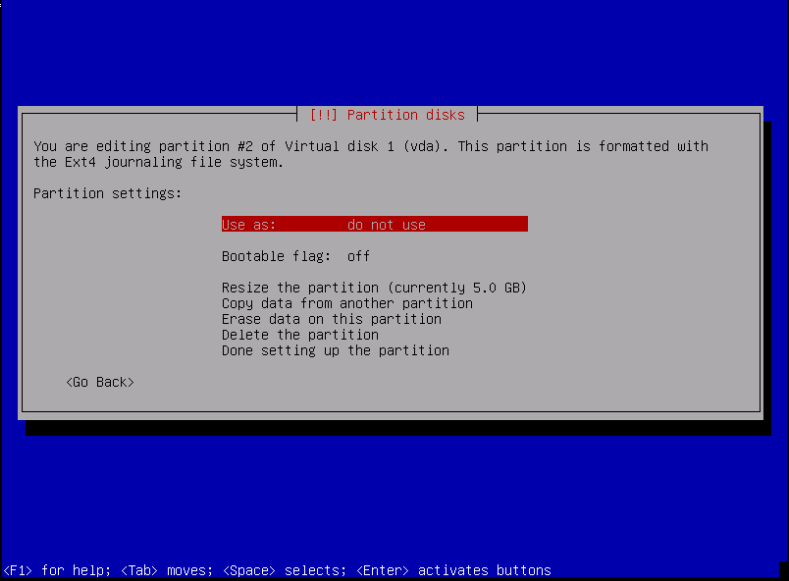 [!!] Partition disks
You are editing partition #2 of Virtual disk 1 (vda). This partition is formatted with
the Ext4 journaling file system.
Partition settings:
Use as: do not use
Bootable flag: off
Resize the partition (currently 5.0 GB)
Copy data from another partition
Erase data on this partition
Delete the partition
Done setting up the partition
<Go Back>
<F1> for help; <Tab> moves; <Space> selects; <Enter> activates buttons